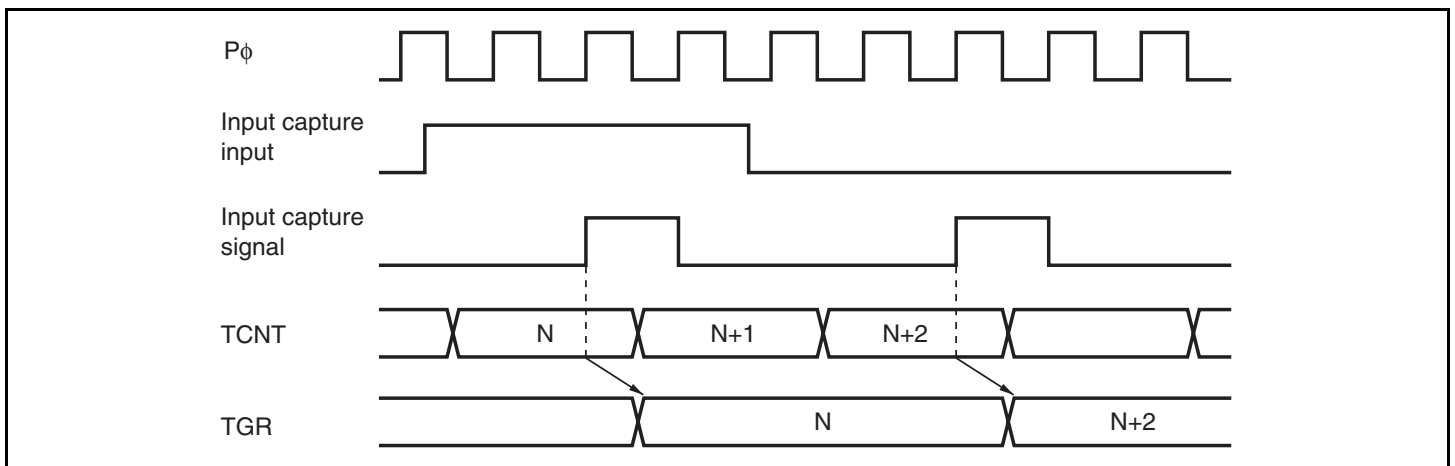 Pϕ
Input capture
input
Input capture
signal
TCNT
N
N+1
N+2
TGR
N
N+2